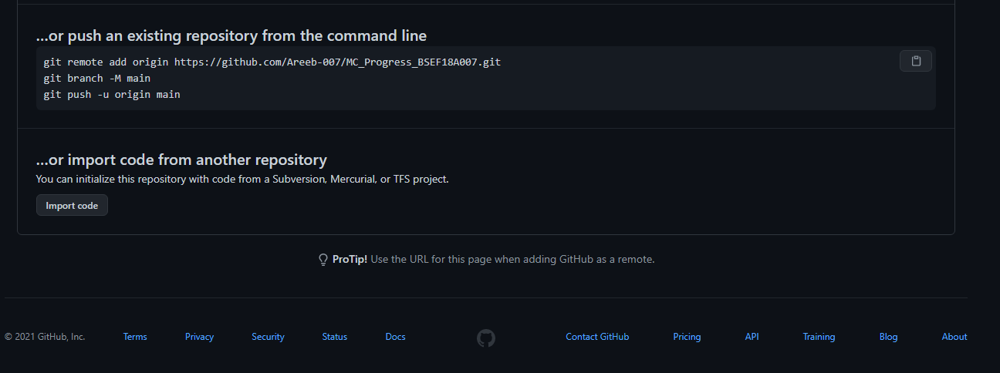 ...or push an existing repository from the command line
git remote add origin https://github.com/Areeb-007/MC_Progress_BSEF18A007.git
git branch -M main
git push -u origin main
...or import code from another repository
You can initialize this repository with code from a Subversion, Mercurial, or TFS project.
Import code
ProTip! Use the URL for this page when adding GitHub as a remote.
© 2021 GitHub, Inc. Terms Privacy Security Status Docs Contact GitHub Pricing API Training Blog About